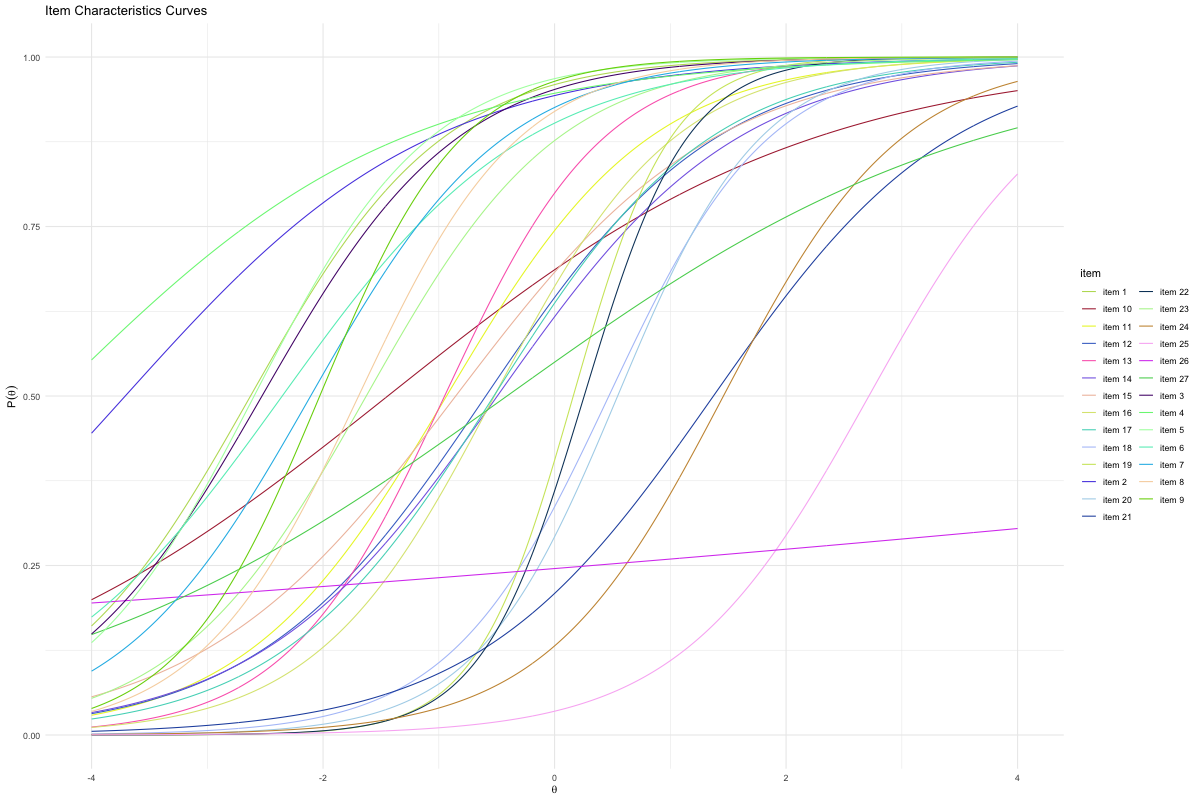 Item Characteristics Curves
1.00
0.75
0.50
0.25
0.00
P(θ)
-4 -2 0 2 4
θ
item
item 1 item 22
item 10 item 23
item 11 item 24
item 12 item 25
item 13 item 26
item 14 item 27
item 15 item 3
item 16 item 4
item 17 item 5
item 18 item 6
item 19 item 7
item 2 item 8
item 20 item 9
item 21